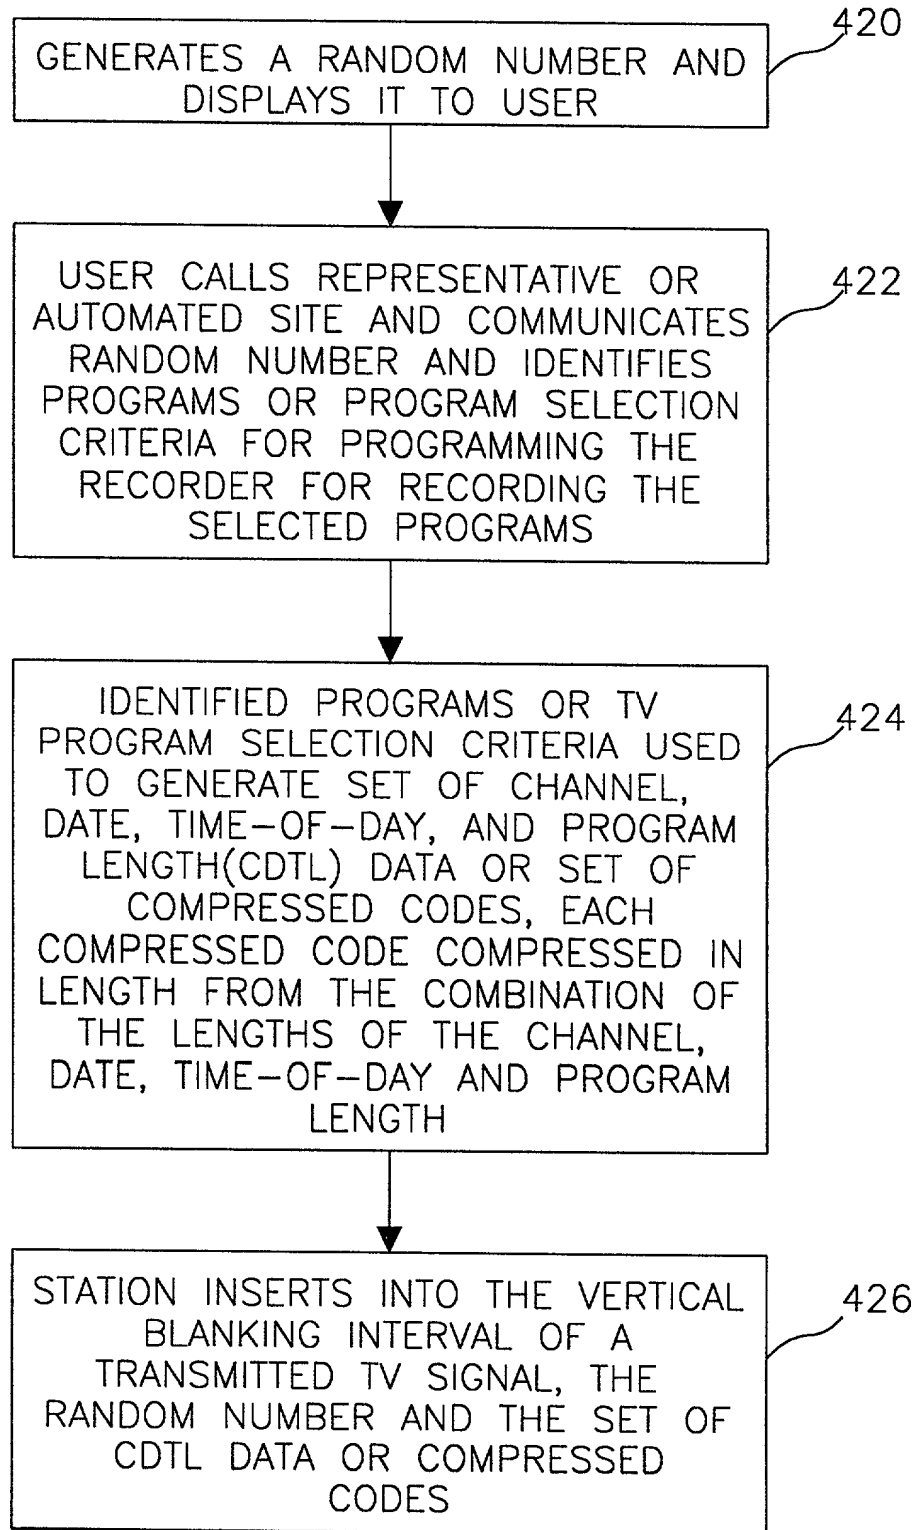 420
GENERATES A RANDOM NUMBER AND
DISPLAYS IT TO USER
422
USER CALLS REPRESENTATIVE OR
AUTOMATED SITE AND COMMUNICATES
RANDOM NUMBER AND IDENTIFIES
PROGRAMS OR PROGRAM SELECTION
CRITERIA FOR PROGRAMMING THE
RECORDER FOR RECORDING THE
SELECTED PROGRAMS
424
IDENTIFIED PROGRAMS OR TV
PROGRAM SELECTION CRITERIA USED
TO GENERATE SET OF CHANNEL,
DATE, TIME-OF-DAY, AND PROGRAM
LENGTH(CDTL) DATA OR SET OF
COMPRESSED CODES, EACH
COMPRESSED CODE COMPRESSED IN
LENGTH FROM THE COMBINATION OF
THE LENGTHS OF THE CHANNEL,
DATE, TIME-OF-DAY AND PROGRAM
LENGTH
426
STATION INSERTS INTO THE VERTICAL
BLANKING INTERVAL OF A
TRANSMITTED TV SIGNAL, THE
RANDOM NUMBER AND THE SET OF
CDTL DATA OR COMPRESSED
CODES